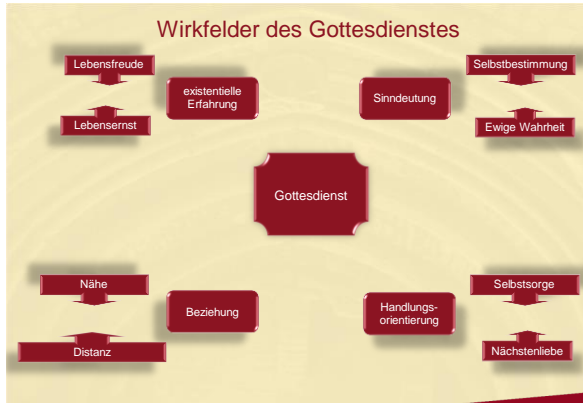 Wirkfelder des Gottesdienstes
Lebensfreude
Lebensernst
existentielle
Erfahrung
Sinndeutung
Selbstbestimmung
Ewige Wahrheit
Gottesdienst
Nähe
Distanz
Beziehung
Handlungs-
orientierung
Selbstsorge
Nächstenliebe